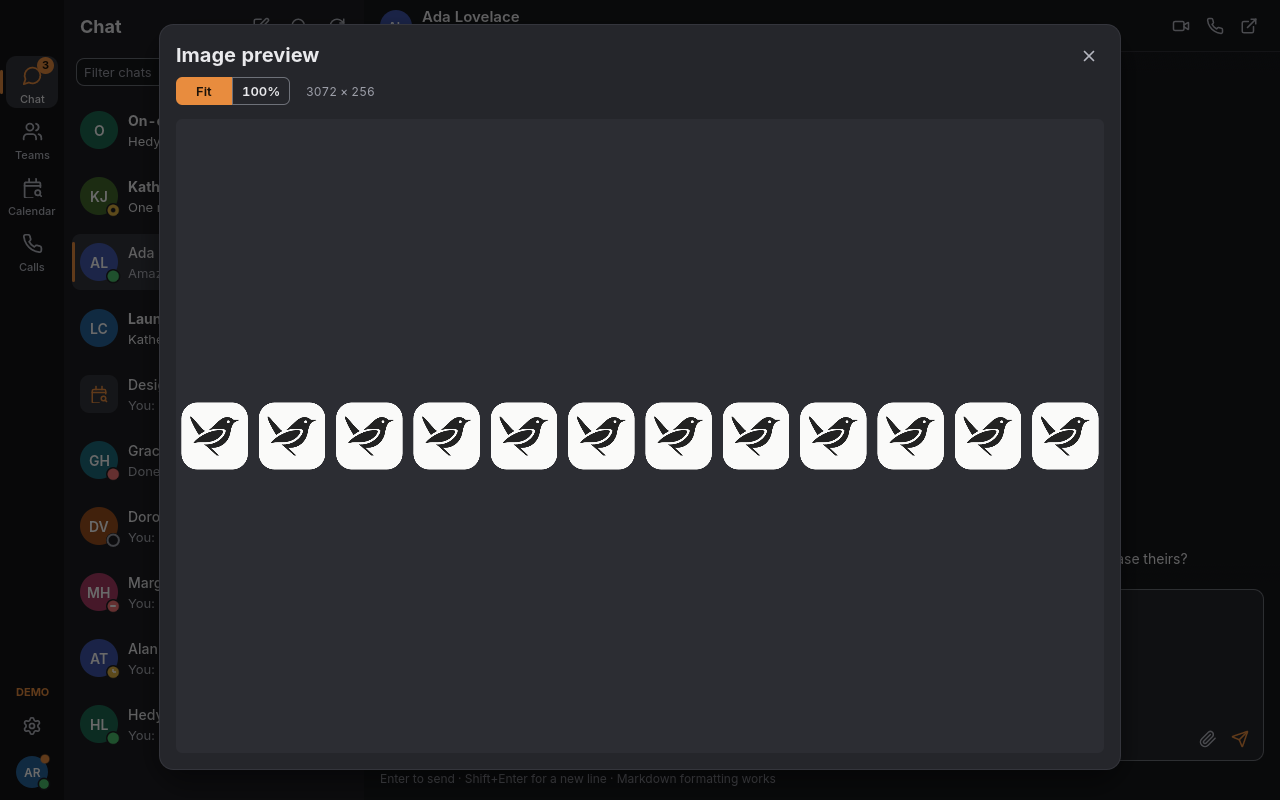 Chat
Ada Lovelace
Image preview
Fit
100%
3072 × 256
Filter chats
3
Chat
Teams
Calendar
Calls
O
Hedy
KJ
Kath
One
AL
Ada
Amaz
LC
Laun
Kathe
Desi
You:
GH
Grac
Done
DV
Doro
You:
MH
Marg
You:
AT
Alan
You:
HL
Hedy
You:
DEMO
AR
ase theirs?
Enter to send · Shift+Enter for a new line · Markdown formatting works